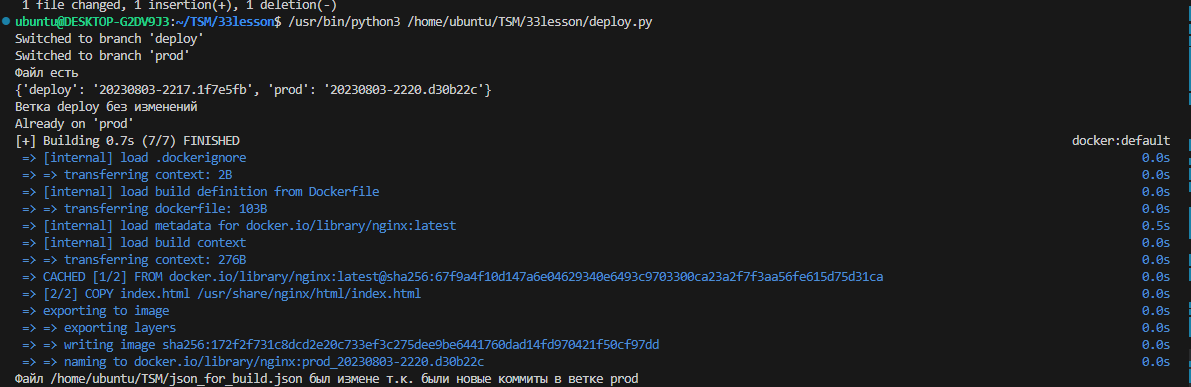 1 file changed, 1 insertion(+), 1 deletion(-)
ubuntu@DESKTOP-G2DV9J3:~/TSM/33lesson$ /usr/bin/python3 /home/ubuntu/TSM/33lesson/deploy.py
Switched to branch 'deploy'
Switched to branch 'prod'
Файл есть
{'deploy': '20230803-2217.1f7e5fb', 'prod': '20230803-2220.d30b22c'}
Ветка deploy без изменений
Already on 'prod'
[+] Building 0.7s (7/7) FINISHED docker:default
=> [internal] load .dockerignore 0.0s
=> => transferring context: 2B 0.0s
=> [internal] load build definition from Dockerfile 0.0s
=> => transferring dockerfile: 103B 0.0s
=> [internal] load metadata for docker.io/library/nginx:latest 0.5s
=> [internal] load build context 0.0s
=> => transferring context: 276B 0.0s
=> CACHED [1/2] FROM docker.io/library/nginx:latest@sha256:67f9a4f10d147a6e04629340e6493c9703300ca23a2f7f3aa56fe615d75d31ca 0.0s
=> [2/2] COPY index.html /usr/share/nginx/html/index.html 0.0s
=> exporting to image 0.0s
=> => exporting layers 0.0s
=> => writing image sha256:172f2f731c8dcd2e20c733ef3c275dee9be6441760dad14fd970421f50cf97dd 0.0s
=> => naming to docker.io/library/nginx:prod_20230803-2220.d30b22c 0.0s
Файл /home/ubuntu/TSM/json_for_build.json был измене т.к. были новые коммиты в ветке prod